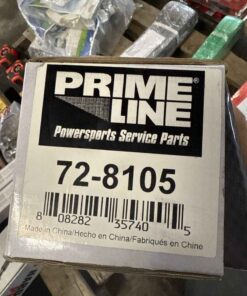 PRIME®
LINE
Powersports Service Parts
72-8105
8 08282 35740 5
Made in China/Hecho en China/Fabriqués en Chine